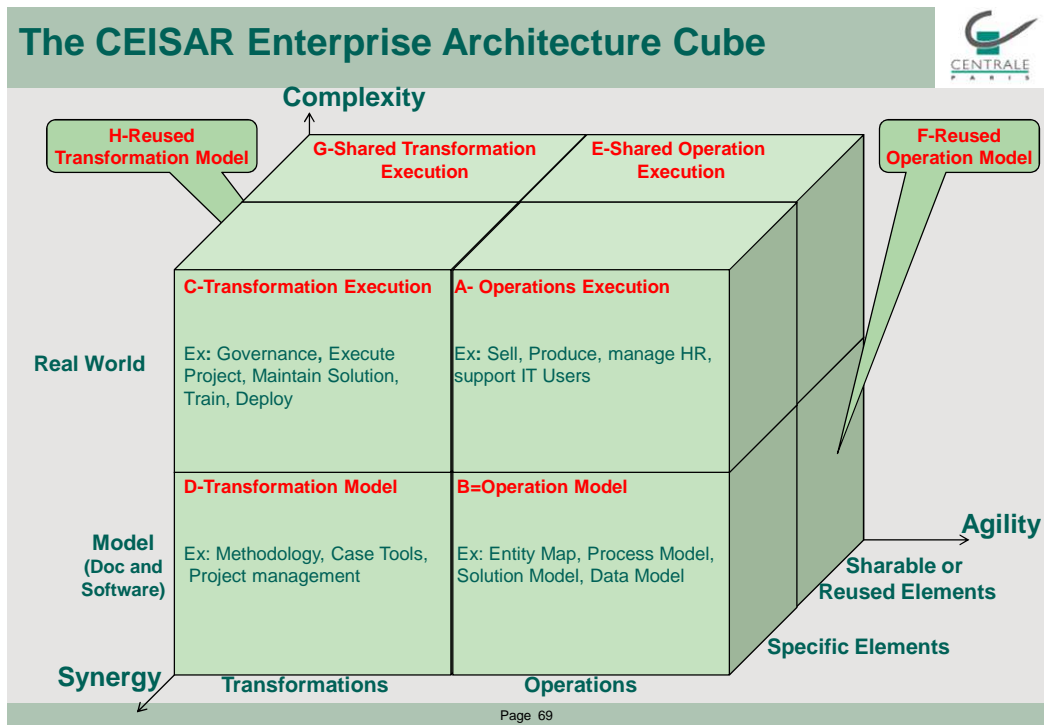 The CEISAR Enterprise Architecture Cube
CENTRALE
PARIS
Complexity
H-Reused
Transformation Model
G-Shared Transformation
Execution
E-Shared Operation
Execution
F-Reused
Operation Model
C-Transformation Execution
A- Operations Execution
Real World
Ex: Governance, Execute
Project, Maintain Solution,
Train, Deploy
Ex: Sell, Produce, manage HR,
support IT Users
D-Transformation Model
B=Operation Model
Model
(Doc and
Software)
Ex: Methodology, Case Tools,
Project management
Ex: Entity Map, Process Model,
Solution Model, Data Model
Agility
Sharable or
Reused Elements
Specific Elements
Synergy
Transformations
Operations
Page 69